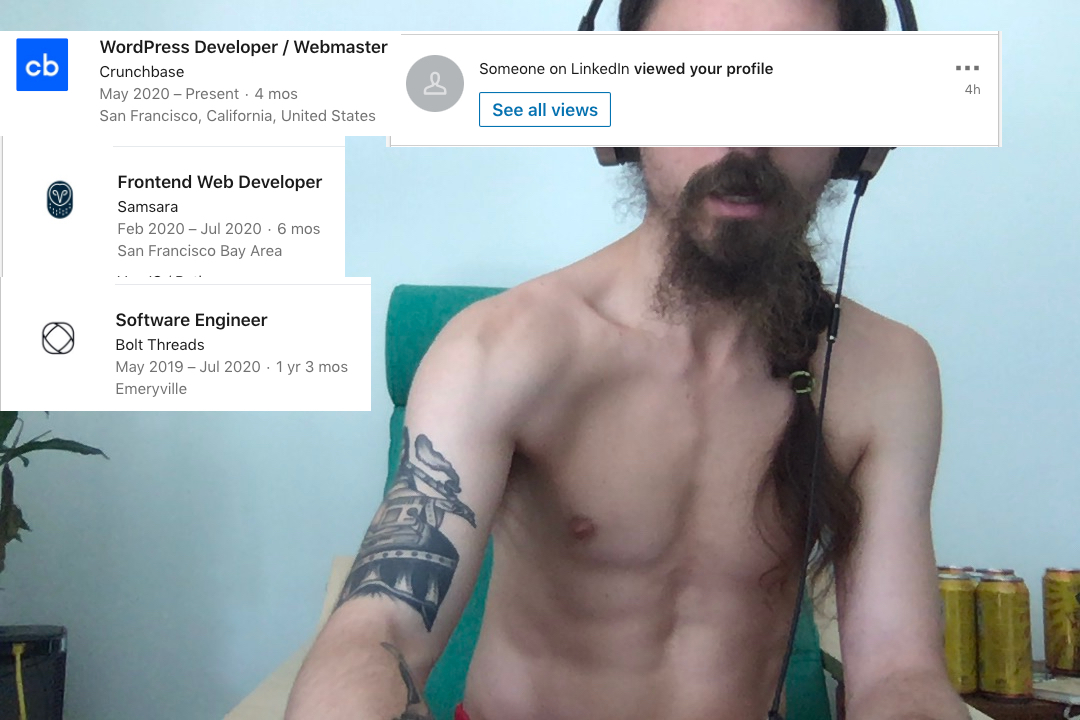 cb
WordPress Developer / Webmaster
Crunchbase
May 2020 – Present · 4 mos
San Francisco, California, United States
Someone on LinkedIn viewed your profile
4h
See all views
Frontend Web Developer
Samsara
Feb 2020 – Jul 2020 · 6 mos
San Francisco Bay Area
Software Engineer
Bolt Threads
May 2019 – Jul 2020 · 1 yr 3 mos
Emeryville